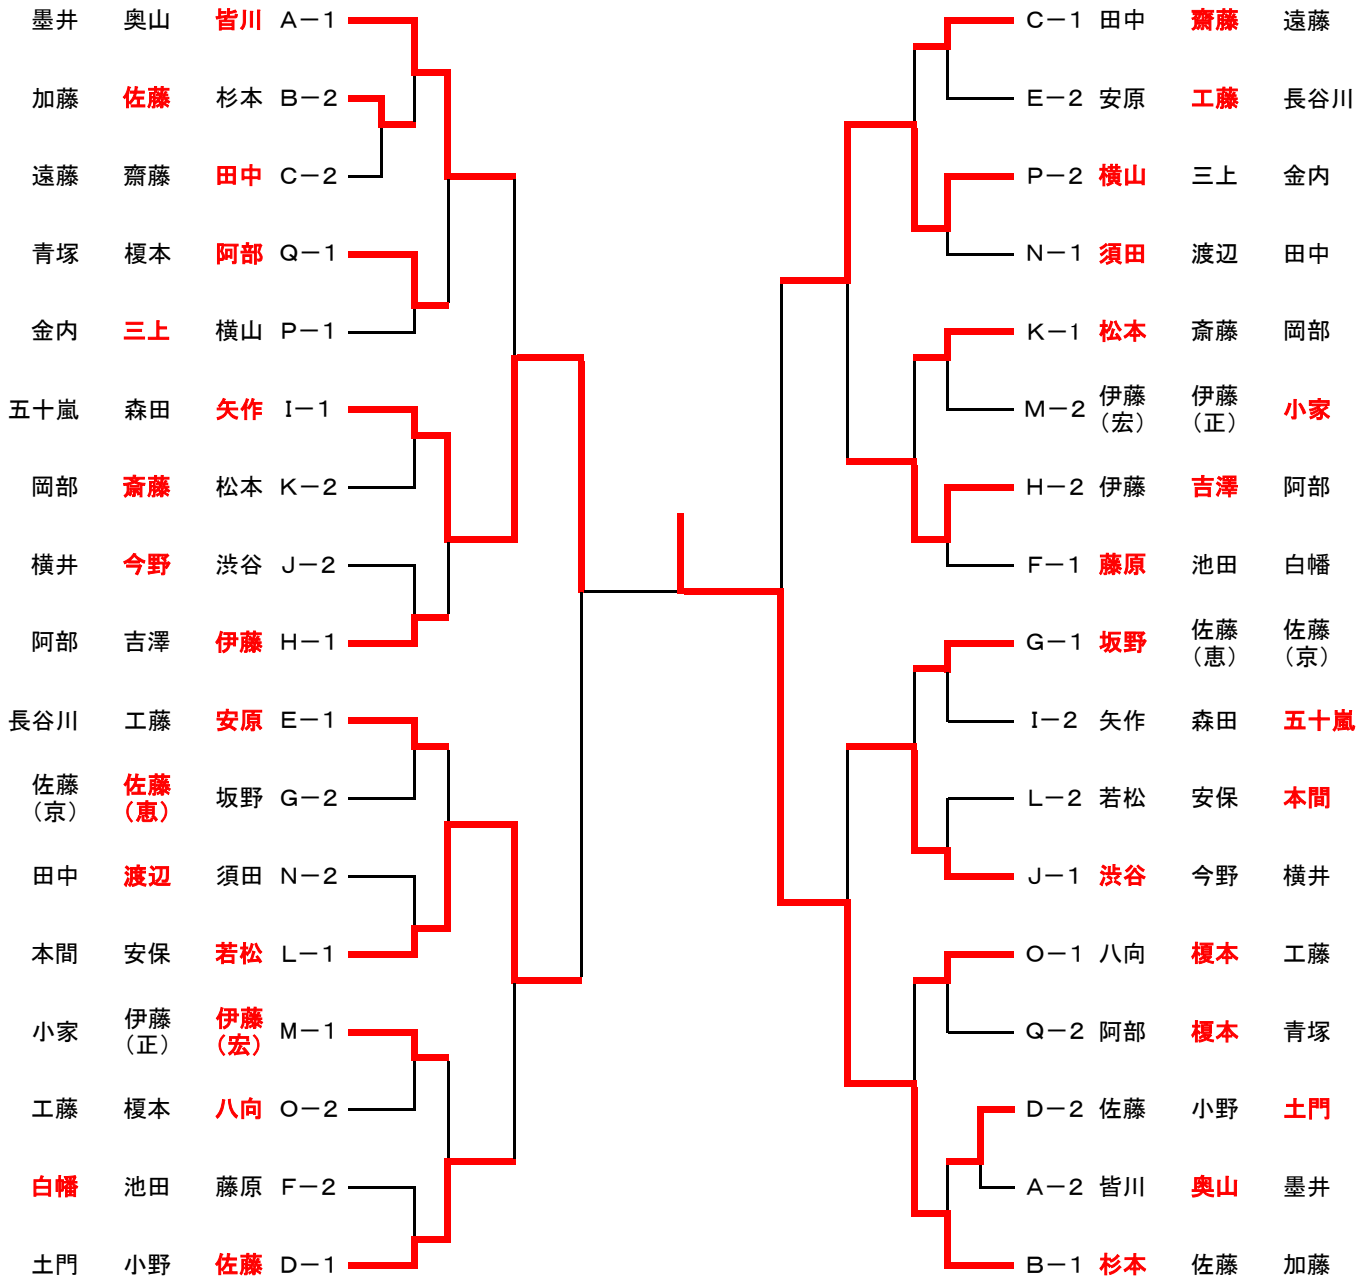 墨井 奥山 皆川 A－1
加藤 佐藤 杉本 B－2
遠藤 齋藤 田中 C－2
青塚 榎本 阿部 Q－1
金内 三上 横山 P－1
五十嵐 森田 矢作 I－1
岡部 斎藤 松本 K－2
横井 今野 渋谷 J－2
阿部 吉澤 伊藤 H－1
長谷川 工藤 安原 E－1
佐藤（京） 佐藤（恵） 坂野 G－2
田中 渡辺 須田 N－2
本間 安保 若松 L－1
小家 伊藤（正） 伊藤（宏） M－1
工藤 榎本 八向 O－2
白幡 池田 藤原 F－2
土門 小野 佐藤 D－1
C－1 田中 齋藤 遠藤
E－2 安原 工藤 長谷川
P－2 横山 三上 金内
N－1 須田 渡辺 田中
K－1 松本 斎藤 岡部
M－2 伊藤（宏） 伊藤（正） 小家
H－2 伊藤 吉澤 阿部
F－1 藤原 池田 白幡
G－1 坂野 佐藤（恵） 佐藤（京）
I－2 矢作 森田 五十嵐
L－2 若松 安保 本間
J－1 渋谷 今野 横井
O－1 八向 榎本 工藤
Q－2 阿部 榎本 青塚
D－2 佐藤 小野 土門
A－2 皆川 奥山 墨井
B－1 杉本 佐藤 加藤